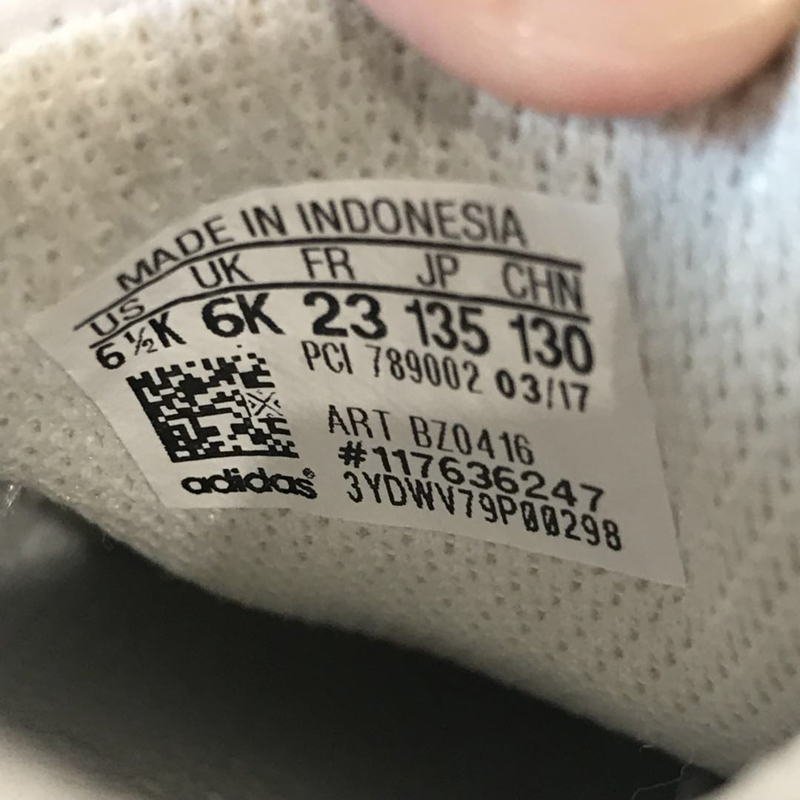 MADE IN INDONESIA
US UK FR JP CHN
6½K 6K 23 135 130
PCI 789002 03/17
ART BZ0416
#117636247
adidas® 3YDWV79P00298